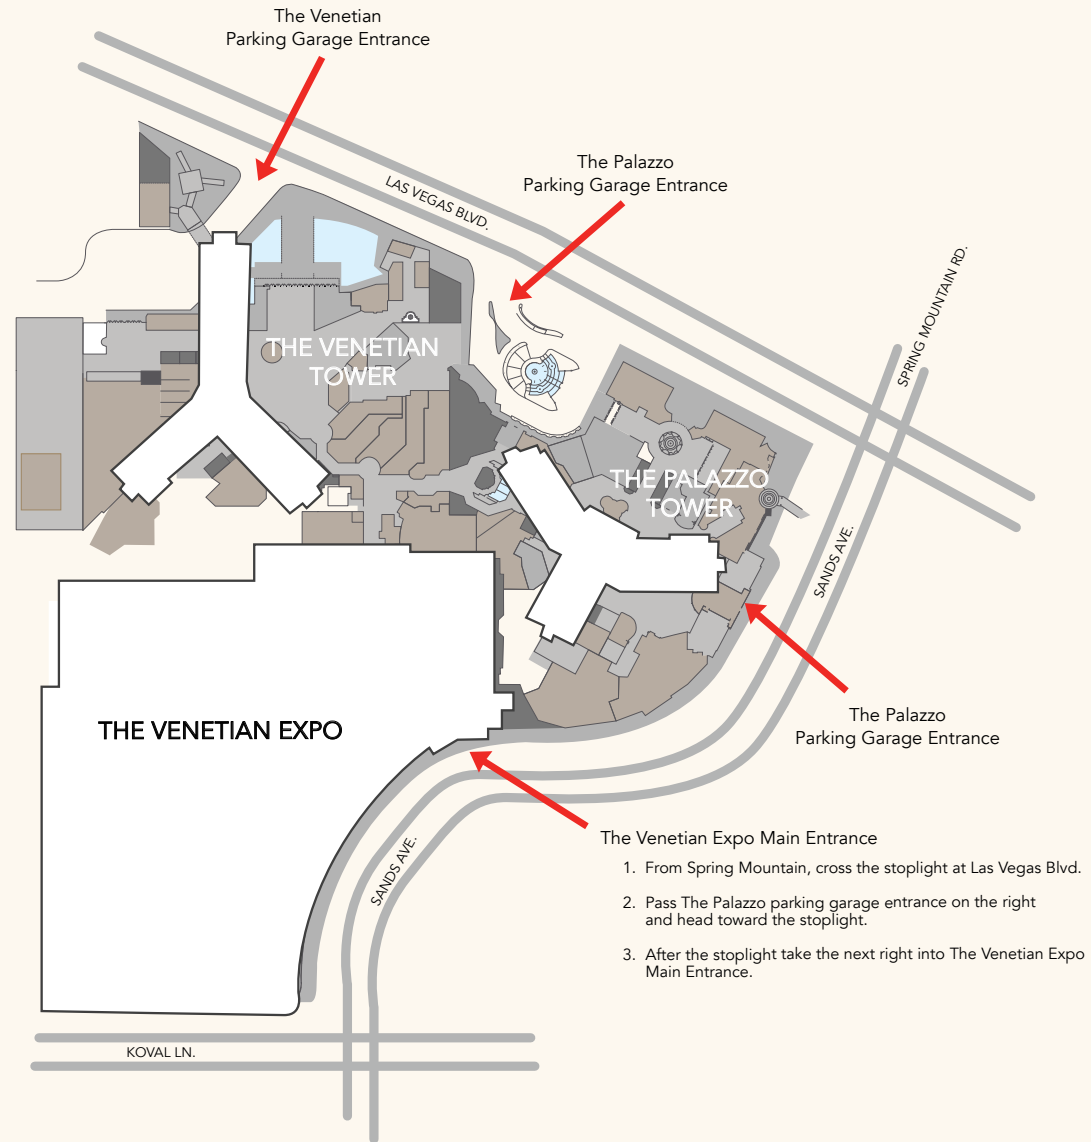 The Venetian
Parking Garage Entrance
The Palazzo
Parking Garage Entrance
LAS VEGAS BLVD.
SPRING MOUNTAIN RD.
THE VENETIAN
TOWER
THE PALAZZO
TOWER
SANDS AVE.
The Palazzo
Parking Garage Entrance
THE VENETIAN EXPO
The Venetian Expo Main Entrance
1. From Spring Mountain, cross the stoplight at Las Vegas Blvd.
2. Pass The Palazzo parking garage entrance on the right
and head toward the stoplight.
3. After the stoplight take the next right into The Venetian Expo
Main Entrance.
SANDS AVE.
KOVAL LN.